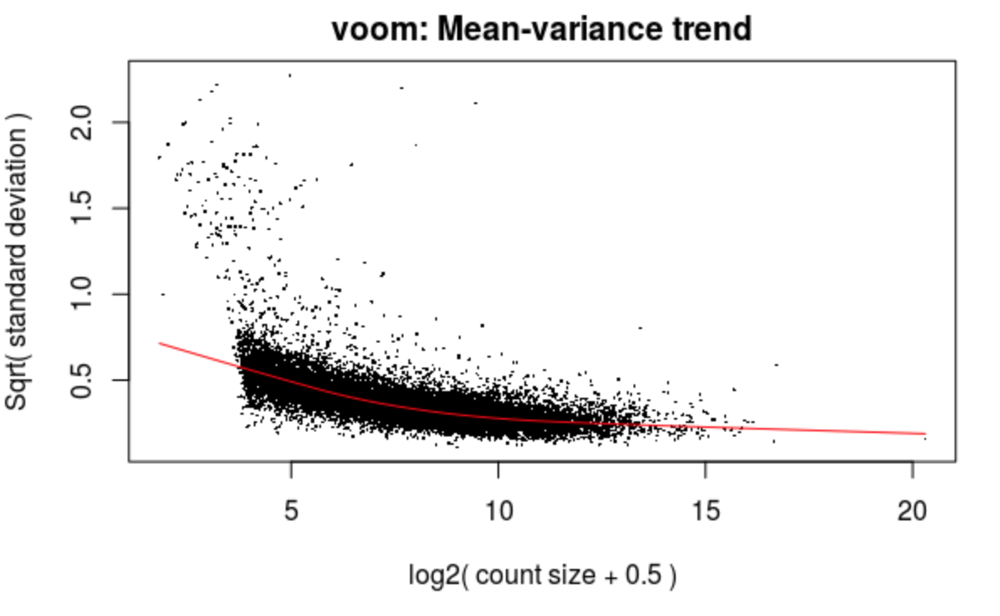 voom: Mean-variance trend
Sqrt( standard deviation )
2.0
1.5
1.0
0.5
5 10 15 20
log2( count size + 0.5 )